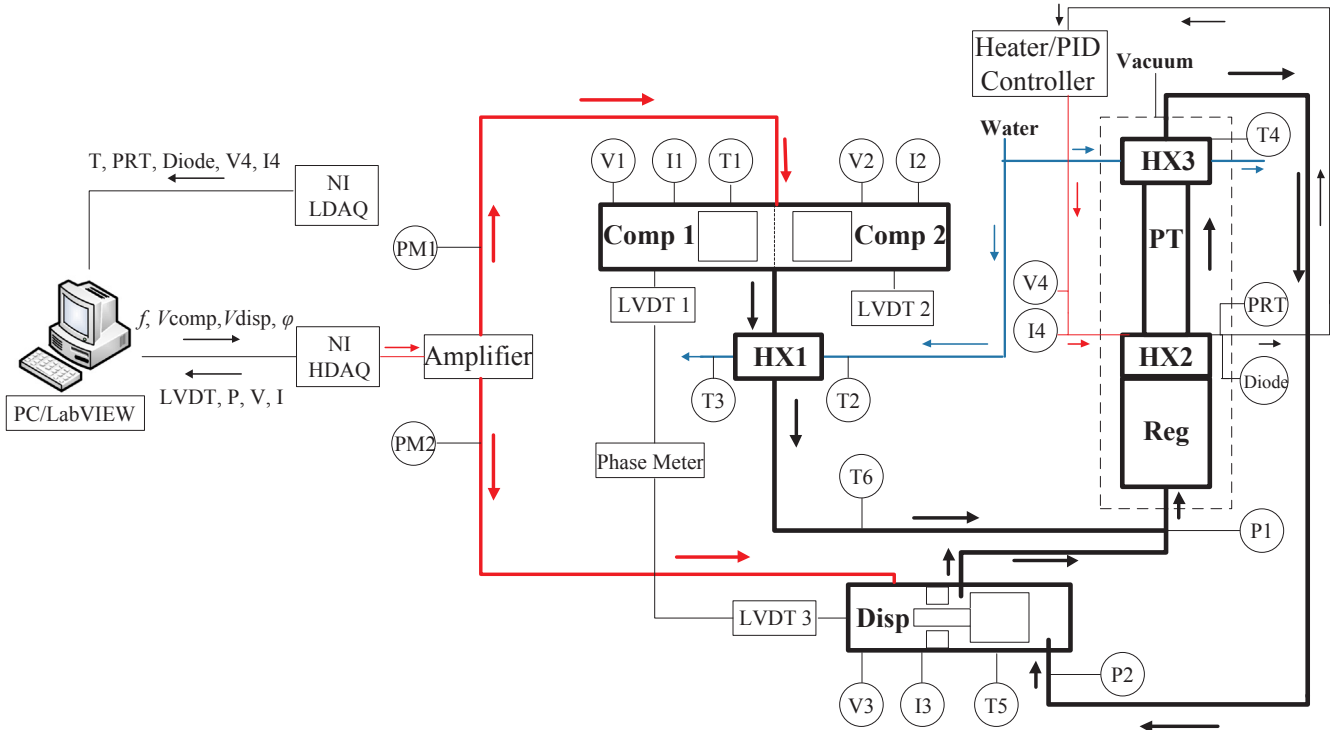 Heater/PID
Controller
Vacuum
Water
T4
HX3
T, PRT, Diode, V4, I4
NI
LDAQ
V1
I1
T1
V2
I2
PM1
Comp 1
Comp 2
PT
LVDT 1
LVDT 2
V4
PRT
I4
f, Vcomp,Vdisp, φ
NI
HDAQ
Amplifier
HX1
HX2
LVDT, P, V, I
T3
T2
Diode
PC/LabVIEW
PM2
Reg
Phase Meter
T6
P1
LVDT 3
Disp
P2
V3
I3
T5